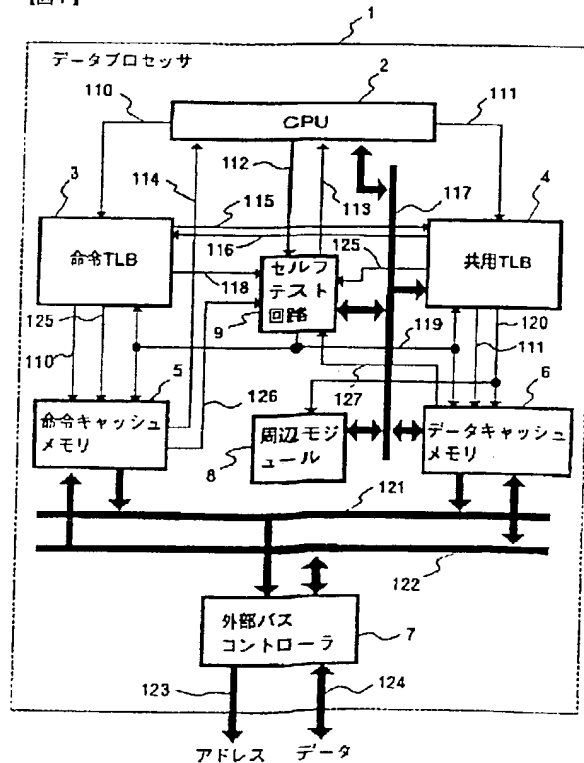 【図1】
1
データプロセッサ
2
110
CPU
111
112
114
113
3
115
117
4
116
125
命令TLB
118
セルフ
テスト
回路
共用TLB
9
125
119
120
110
111
5
126
127
6
命令キャッシュ
メモリ
周辺モジ
ュール
データキャッシュ
メモリ
8
121
122
外部バス
コントローラ
7
123
124
アドレス
データ